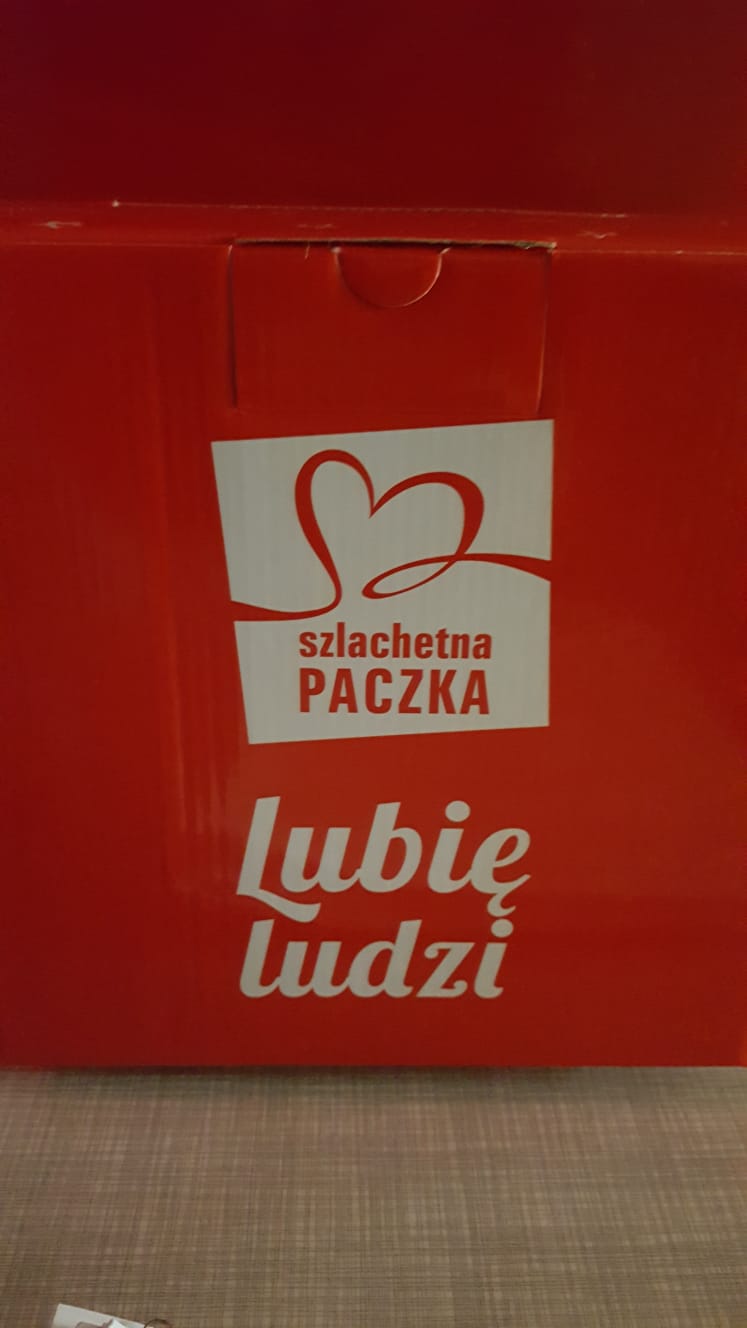 szlachetna
PACZKA
Lubię
ludzi